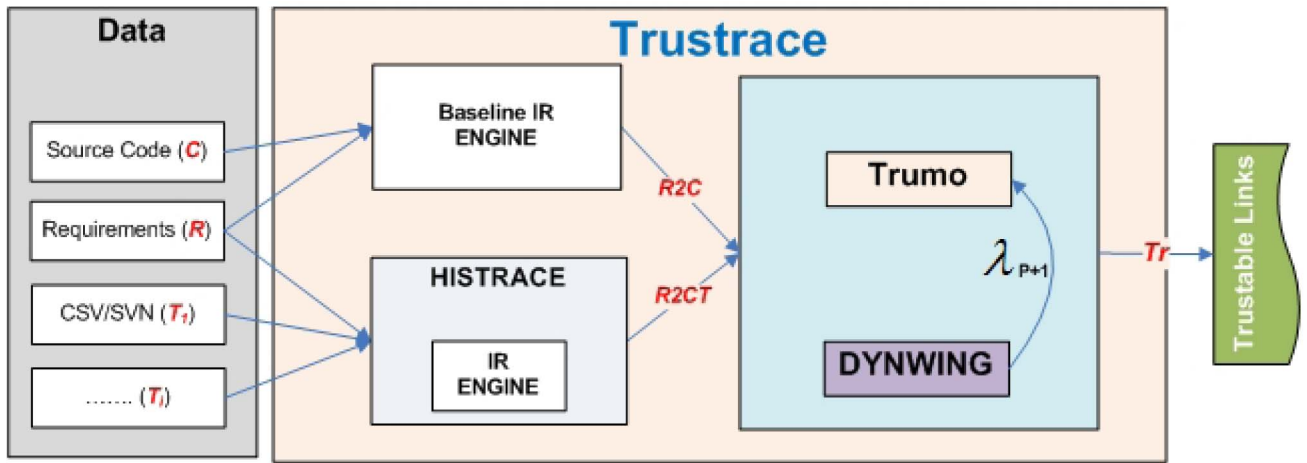 Data
Source Code (C)
Requirements (R)
CSV/SVN (T1)
....... (Ti)
Trustrace
Baseline IR
ENGINE
HISTRACE
IR
ENGINE
R2C
R2CT
Trumo
λ P+1
DYNWING
Tr
Trustable Links